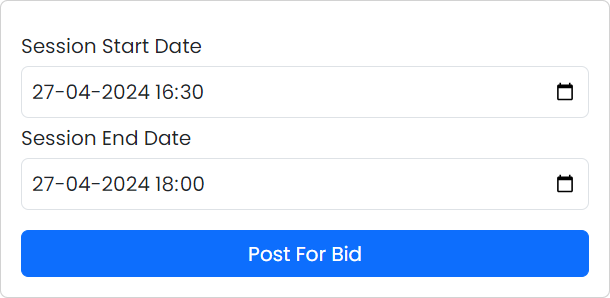 Session Start Date
27-04-2024 16:30
Session End Date
27-04-2024 18:00
Post For Bid